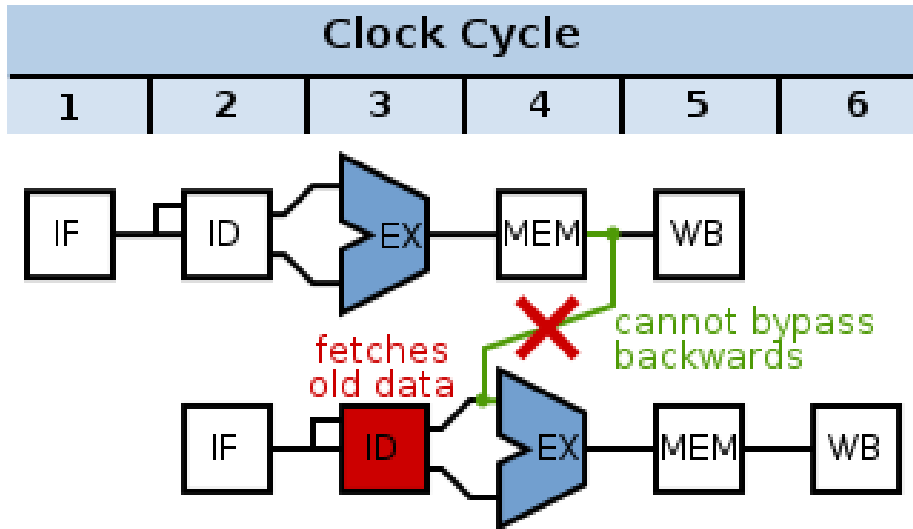 Clock Cycle
1 2 3 4 5 6
IF ID EX MEM WB
cannot bypass
backwards
fetches
old data
IF ID EX MEM WB